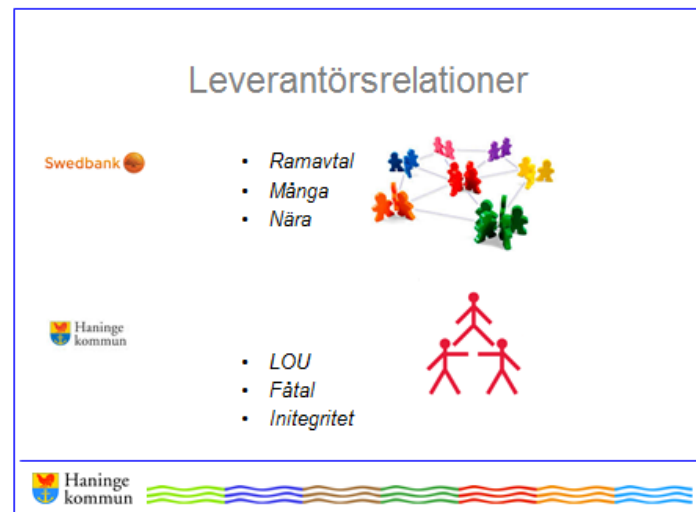 Leverantörsrelationer
Swedbank
• Ramavtal
• Många
• Nära
Haninge
kommun
• LOU
• Fåtal
• Initegritet
Haninge
kommun